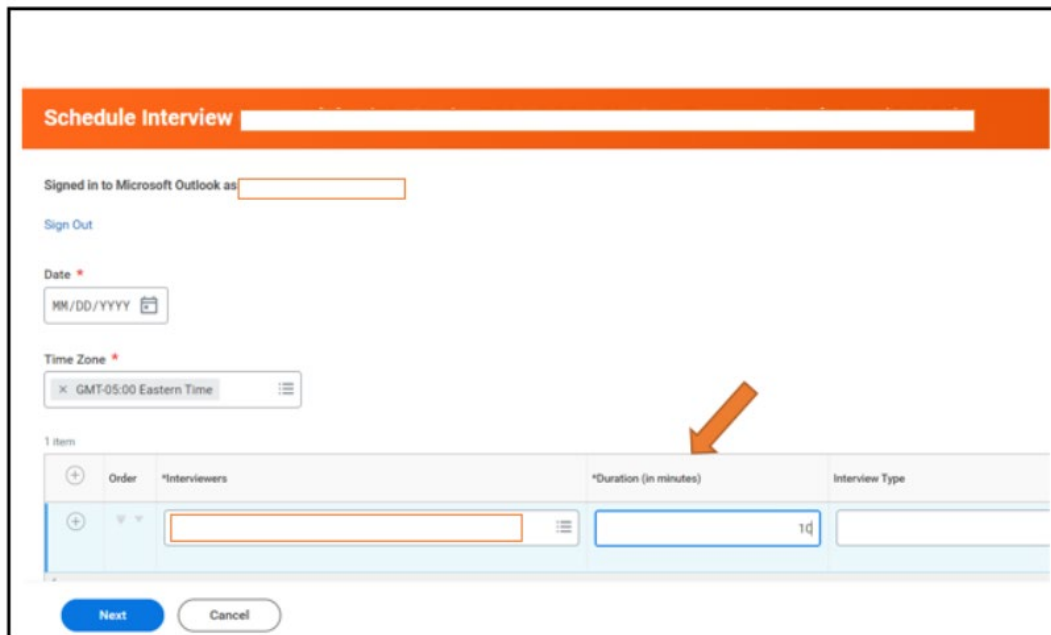 Schedule Interview
Signed in to Microsoft Outlook as
Sign Out
Date *
MM/DD/YYYY
Time Zone *
× GMT-05:00 Eastern Time
1 item
Order *Interviewers *Duration (in minutes) Interview Type
10
Next Cancel